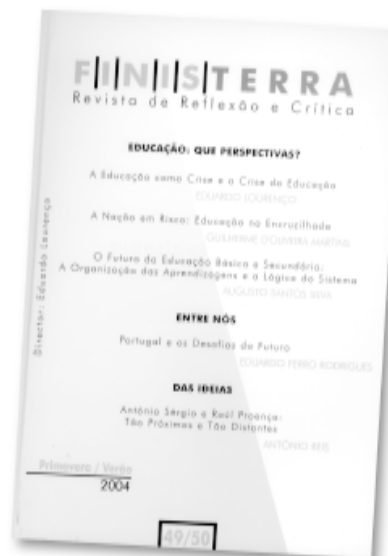 FINISTERRA
Revista de Reflexão e Crítica
EDUCAÇÃO: QUE PERSPECTIVAS?
A Educação como Crise e a Crise da Educação
EDUARDO LOURENÇO
A Nação em Risco: Educação na Encruzilhada
GUILHERME D'OLIVEIRA MARTINS
O Futuro da Educação Básica e Secundária:
A Organização das Aprendizagens e a Lógica do Sistema
AUGUSTO SANTOS SILVA
ENTRE NÓS
Portugal e os Desafios do Futuro
EDUARDO FERRO RODRIGUES
DAS IDEIAS
António Sérgio e Raúl Proença:
Tão Próximos e Tão Distantes
ANTÓNIO REIS
Director: Eduardo Lourenço
Primavera / Verão
2004
49/50